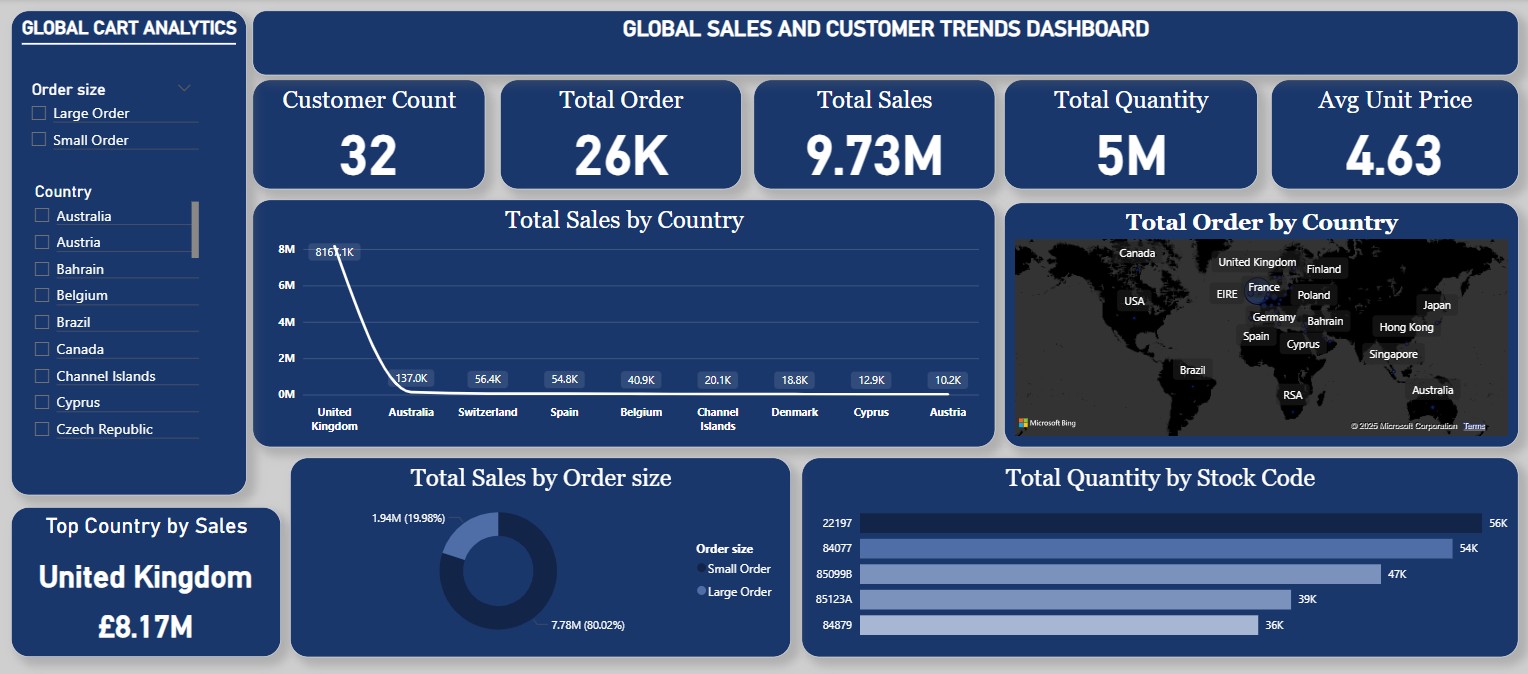 GLOBAL CART ANALYTICS
Order size
Large Order
Small Order
Country
Australia
Austria
Bahrain
Belgium
Brazil
Canada
Channel Islands
Cyprus
Czech Republic
Top Country by Sales
United Kingdom
£8.17M
GLOBAL SALES AND CUSTOMER TRENDS DASHBOARD
Customer Count
32
Total Order
26K
Total Sales
9.73M
Total Quantity
5M
Avg Unit Price
4.63
Total Sales by Country
8M
6M
4M
2M
0M
137.0K
56.4K
54.8K
40.9K
20.1K
18.8K
12.9K
10.2K
United
Kingdom
Australia
Switzerland
Spain
Belgium
Channel
Islands
Denmark
Cyprus
Austria
Total Order by Country
Canada
United Kingdom
Finland
USA
EIRE
France
Poland
Japan
Germany
Bahrain
Hong Kong
Spain
Cyprus
Singapore
Brazil
RSA
Australia
Microsoft Bing
© 2025 Microsoft Corporation Terms
Total Sales by Order size
1.94M (19.98%)
7.78M (80.02%)
Order size
Small Order
Large Order
Total Quantity by Stock Code
22197 56K
84077 54K
85099B 47K
85123A 39K
84879 36K